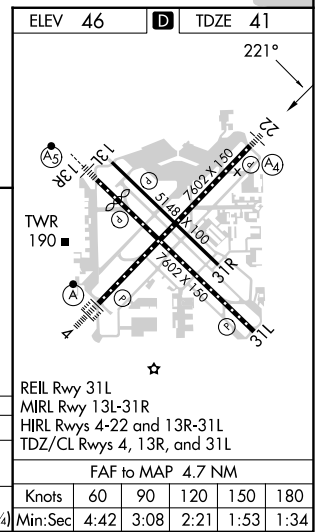 ELEV 46 D TDZE 41
221°
22
A5
13L
13R
P
7602 X 150
P
A4
P
5148 X 100
TWR
190
7602 X 150
31R
A
P
4
P
31L
REIL Rwy 31L
MIRL Rwy 13L-31R
HIRL Rwys 4-22 and 13R-31L
TDZ/CL Rwys 4, 13R, and 31L
FAF to MAP 4.7 NM
Knots 60 90 120 150 180
Min:Sec 4:42 3:08 2:21 1:53 1:34